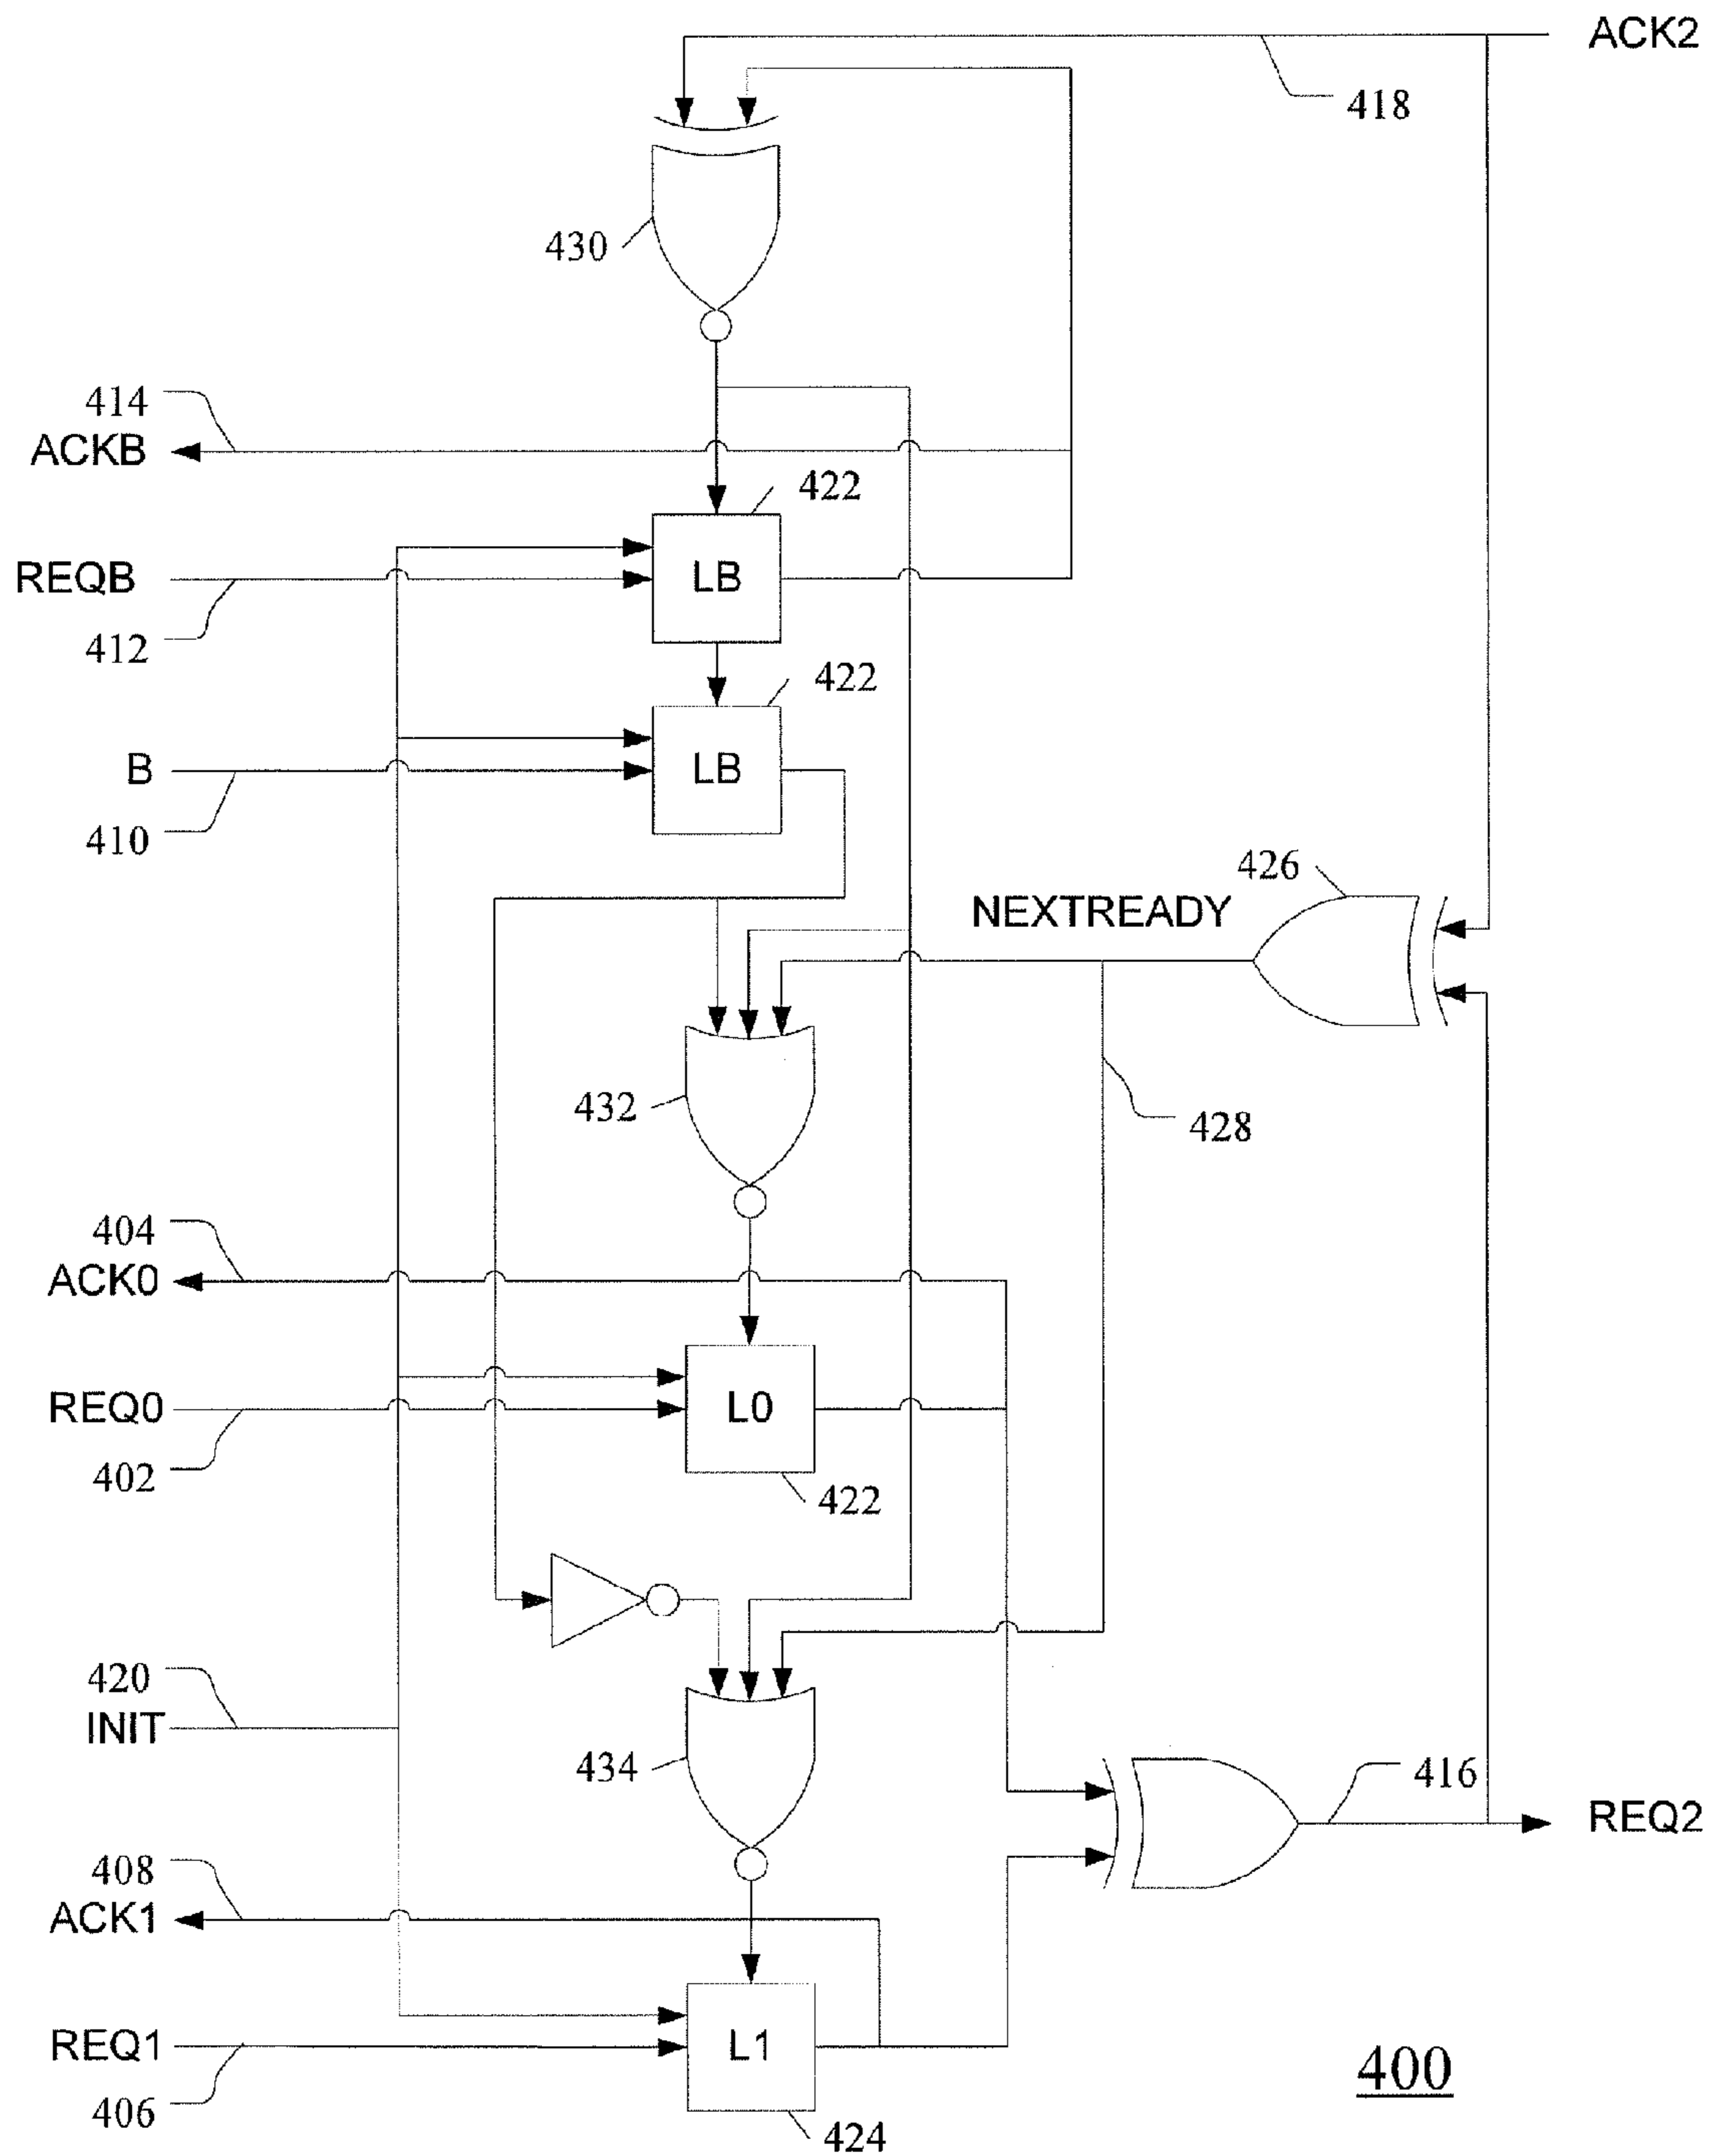 ACK2
418
430
414
ACKB
422
REQB
LB
412
422
B
LB
410
426
NEXTREADY
432
428
404
ACK0
REQ0
L0
402
422
420
INIT
434
416
REQ2
408
ACK1
REQ1
L1
406
424
400